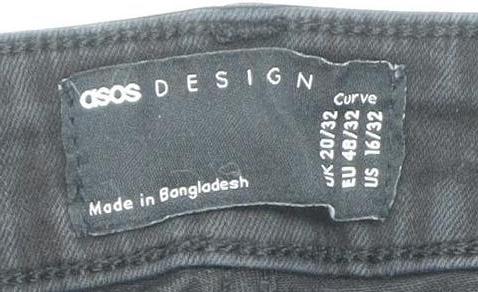 asos DESIGN
Curve
UK 20/32
EU 48/32
US 16/32
Made in Bangladesh